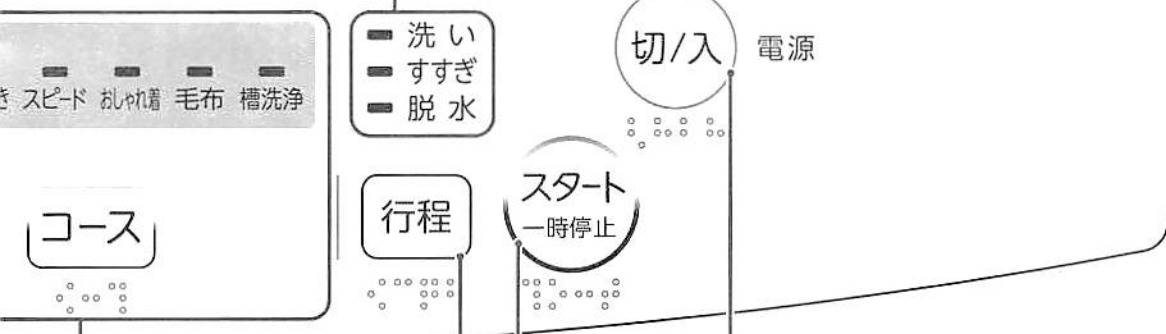 洗い
すすぎ
脱水
切/入 電源
スピード おしゃれ着 毛布 槽洗浄
コース
行程
スタート
一時停止